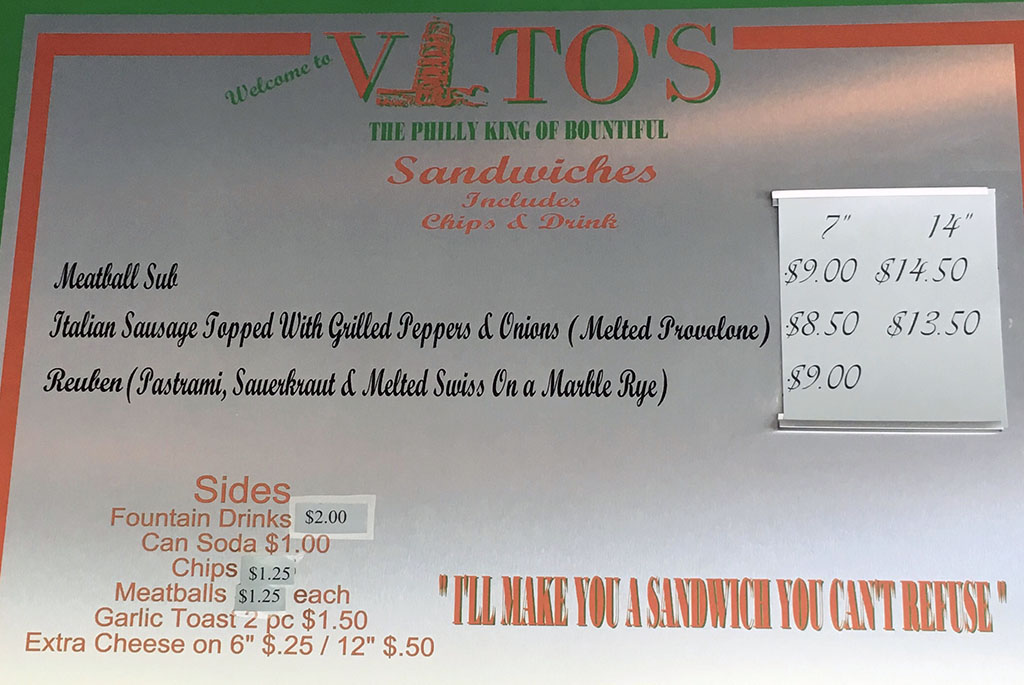 Welcome to VITO'S
THE PHILLY KING OF BOUNTIFUL
Sandwiches
Includes
Chips & Drink
7" 14"
Meatball Sub $9.00 $14.50
Italian Sausage Topped With Grilled Peppers & Onions (Melted Provolone) $8.50 $13.50
Reuben (Pastrami, Sauerkraut & Melted Swiss On a Marble Rye) $9.00
Sides
Fountain Drinks $2.00
Can Soda $1.00
Chips $1.25
Meatballs $1.25 each
Garlic Toast 2 pc $1.50
Extra Cheese on 6" $.25 / 12" $.50
"I'LL MAKE YOU A SANDWICH YOU CAN'T REFUSE"